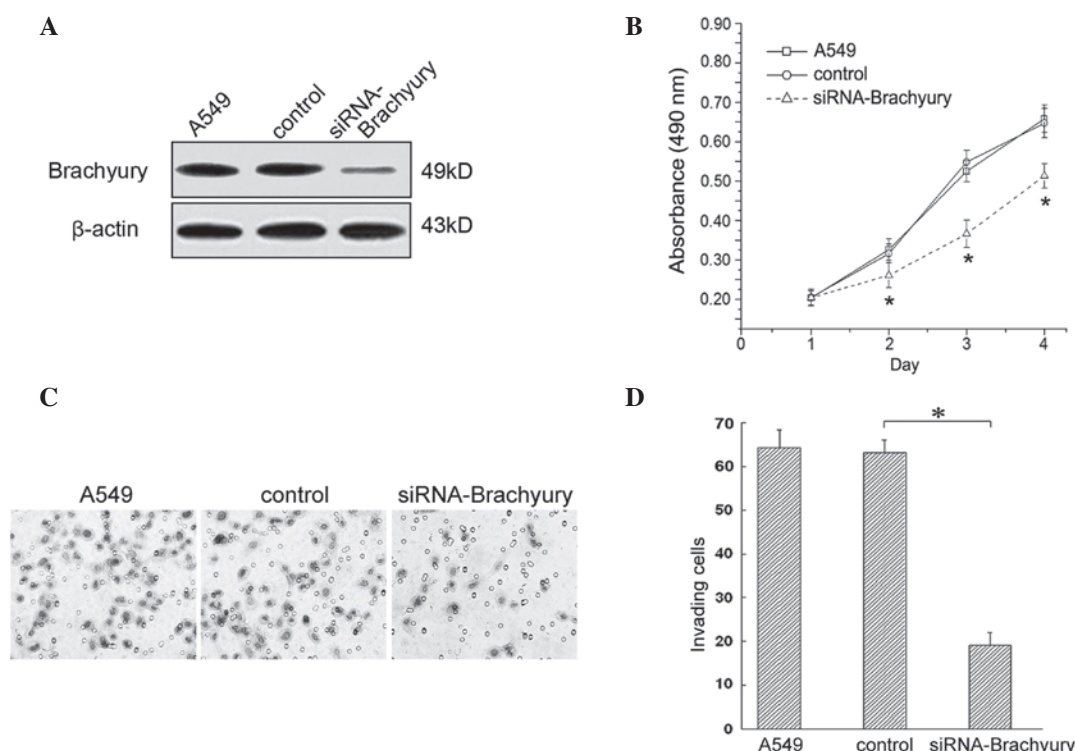 A
A549
control
siRNA-
Brachyury
Brachyury
49kD
β-actin
43kD
B
0.90
0.80
0.70
0.60
0.50
0.40
0.30
0.20
Absorbance (490 nm)
A549
control
siRNA-Brachyury
*
*
*
0
1
2
3
4
Day
C
A549
control
siRNA-Brachyury
D
*
70
60
50
60
40
30
20
10
0
Invading cells
A549
control
siRNA-Brachyury